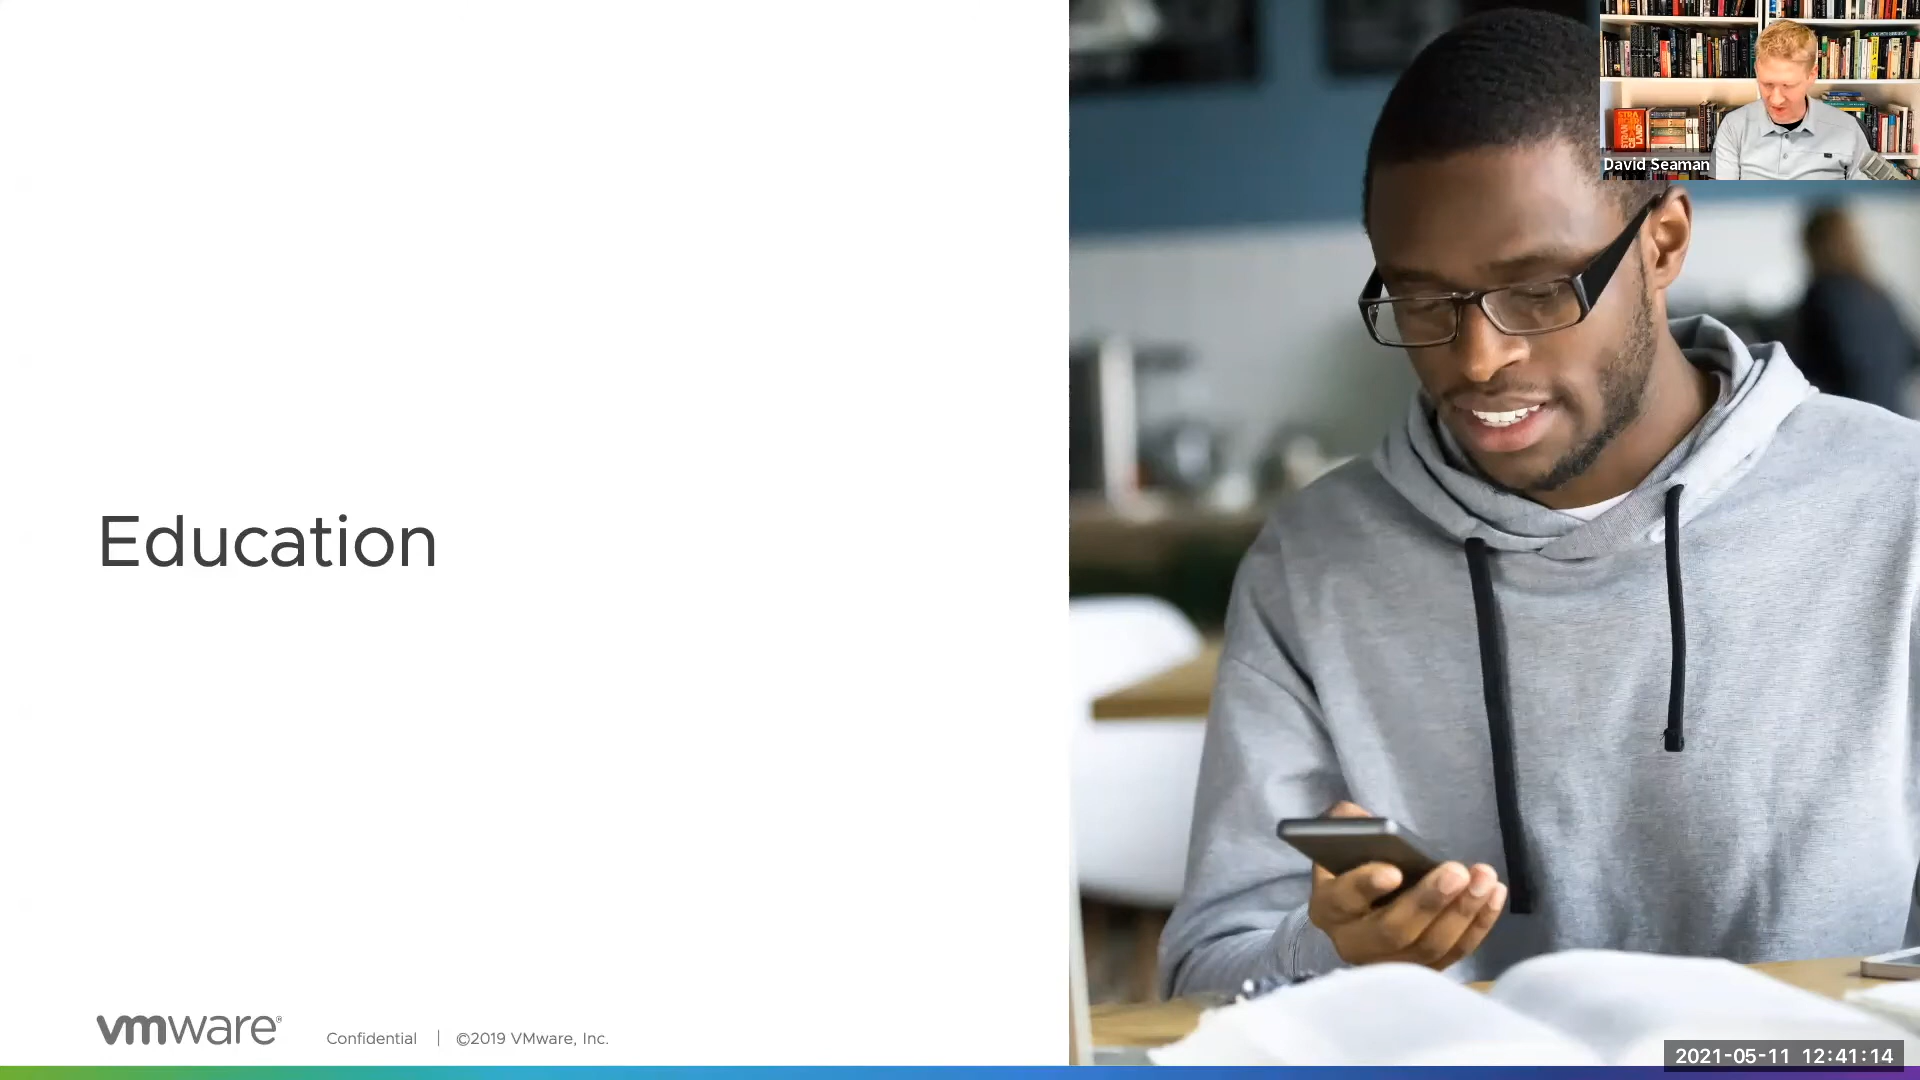 David Seaman
Education
vmware®
Confidential | ©2019 VMware, Inc.
2021-05-11 12:41:14